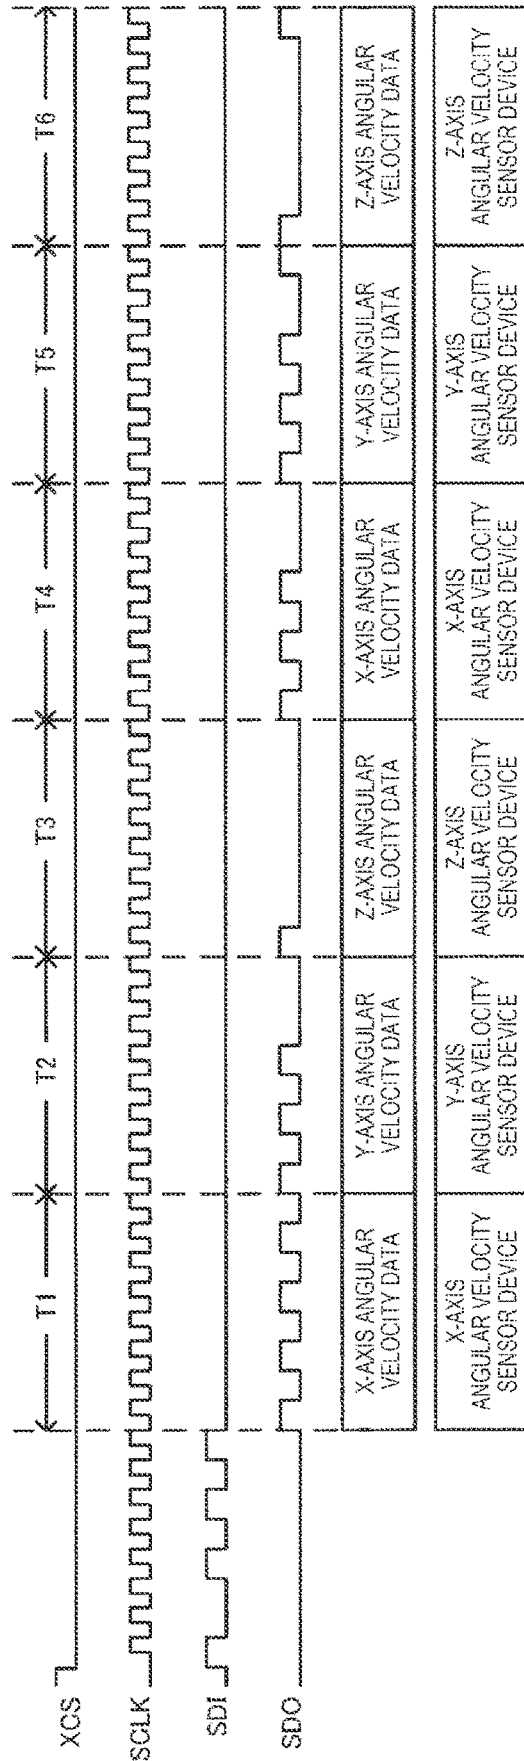 T1
T2
T3
T4
T5
T6
XCS
SCLK
SDI
SDO
X-AXIS ANGULAR
VELOCITY DATA
Y-AXIS ANGULAR
VELOCITY DATA
Z-AXIS ANGULAR
VELOCITY DATA
X-AXIS ANGULAR
VELOCITY DATA
Y-AXIS ANGULAR
VELOCITY DATA
Z-AXIS ANGULAR
VELOCITY DATA
X-AXIS
ANGULAR VELOCITY
SENSOR DEVICE
Y-AXIS
ANGULAR VELOCITY
SENSOR DEVICE
Z-AXIS
ANGULAR VELOCITY
SENSOR DEVICE
X-AXIS
ANGULAR VELOCITY
SENSOR DEVICE
Y-AXIS
ANGULAR VELOCITY
SENSOR DEVICE
Z-AXIS
ANGULAR VELOCITY
SENSOR DEVICE